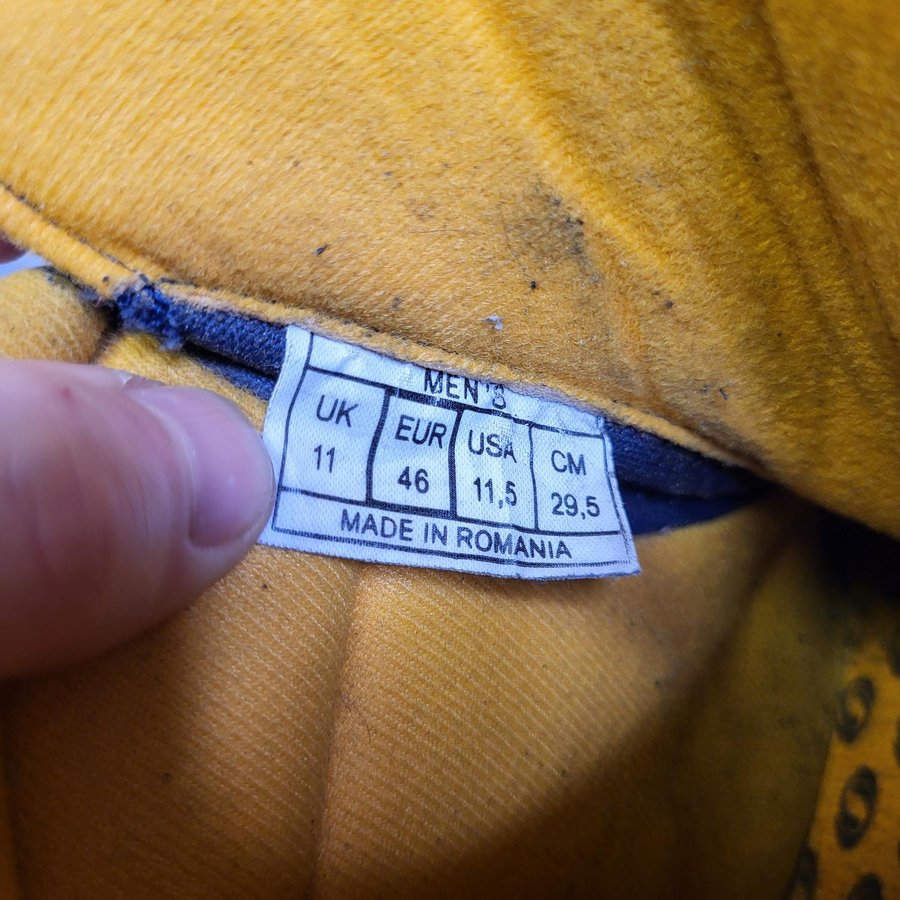 MEN'S
UK EUR USA CM
11 46 11,5 29,5
MADE IN ROMANIA